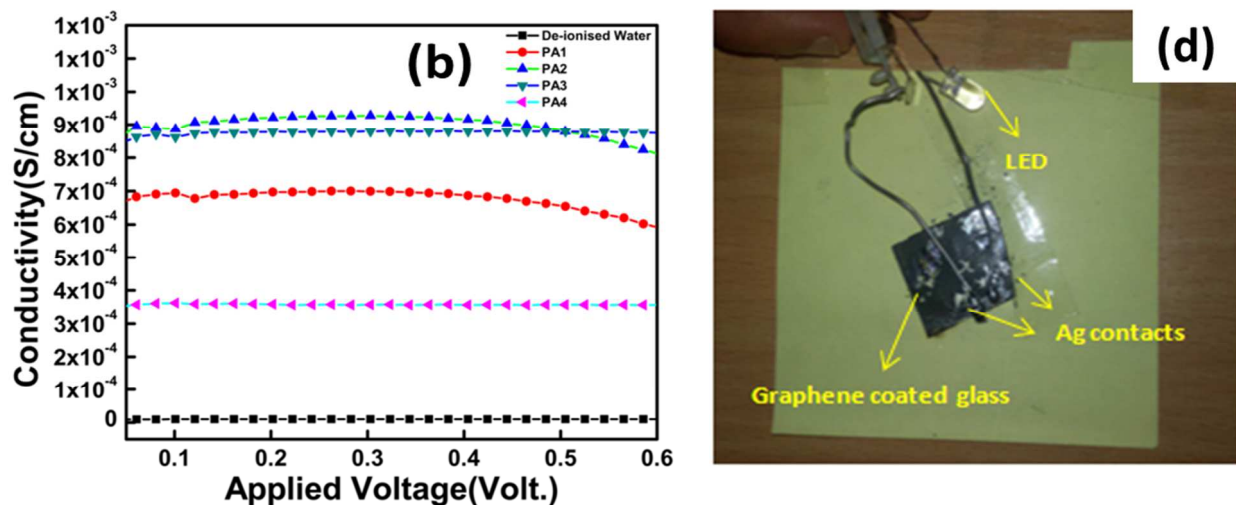 (b)
De-ionised Water
PA1
PA2
PA3
PA4
1x10⁻³
1x10⁻³
1x10⁻³
9x10⁻⁴
8x10⁻⁴
7x10⁻⁴
6x10⁻⁴
5x10⁻⁴
4x10⁻⁴
3x10⁻⁴
2x10⁻⁴
1x10⁻⁴
0
Conductivity(S/cm)
0.1 0.2 0.3 0.4 0.5 0.6
Applied Voltage(Volt.)
(d)
LED
Ag contacts
Graphene coated glass